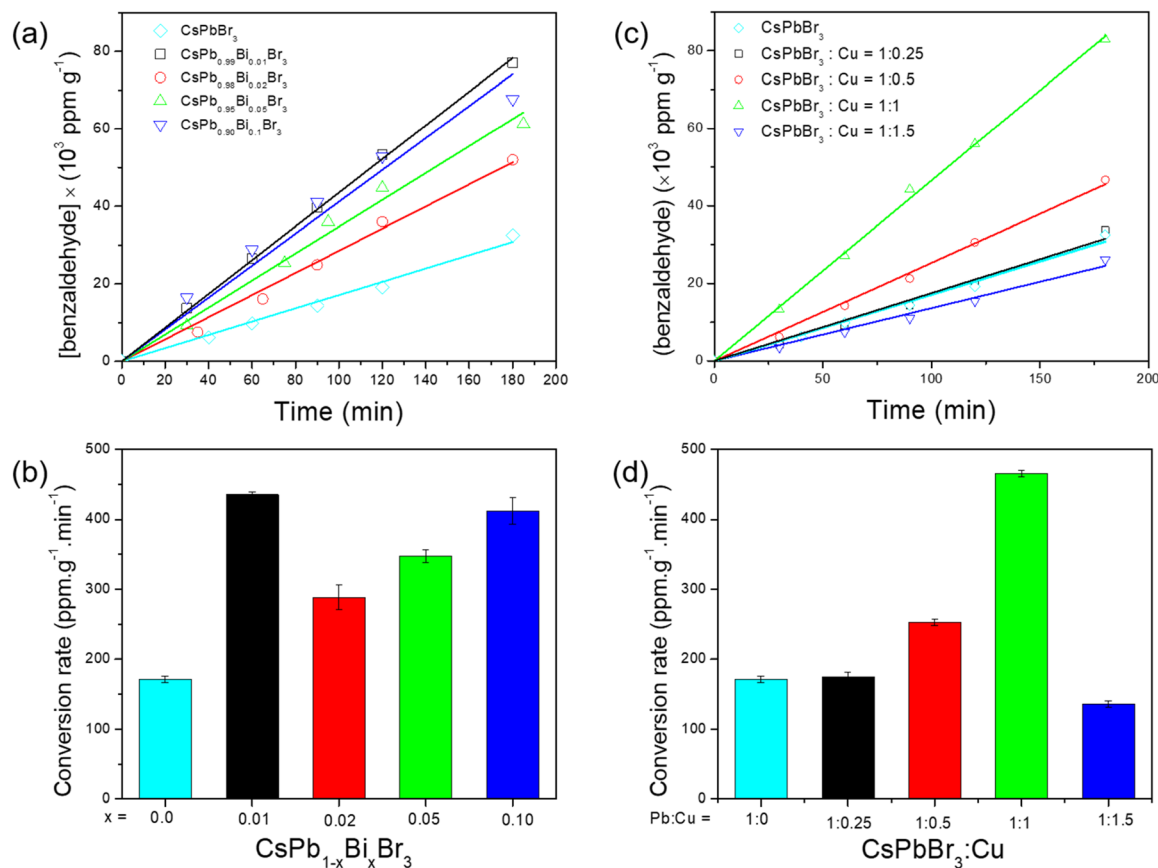 (a)
[benzaldehyde] × (10³ ppm g⁻¹)
80
60
40
20
0
CsPbBr₃
CsPb₀.₉₉Bi₀.₀₁Br₃
CsPb₀.₉₈Bi₀.₀₂Br₃
CsPb₀.₉₅Bi₀.₀₅Br₃
CsPb₀.₉₀Bi₀.₁Br₃
0 20 40 60 80 100 120 140 160 180 200
Time (min)
(c)
(benzaldehyde) (×10³ ppm g⁻¹)
80
60
40
20
0
CsPbBr₃
CsPbBr₃ : Cu = 1:0.25
CsPbBr₃ : Cu = 1:0.5
CsPbBr₃ : Cu = 1:1
CsPbBr₃ : Cu = 1:1.5
0 50 100 150 200
Time (min)
(b)
Conversion rate (ppm.g⁻¹.min⁻¹)
500
400
300
200
100
0
x = 0.0 0.01 0.02 0.05 0.10
CsPb₁₋ₓBiₓBr₃
(d)
Conversion rate (ppm.g⁻¹.min⁻¹)
500
400
300
200
100
0
Pb:Cu = 1:0 1:0.25 1:0.5 1:1 1:1.5
CsPbBr₃:Cu